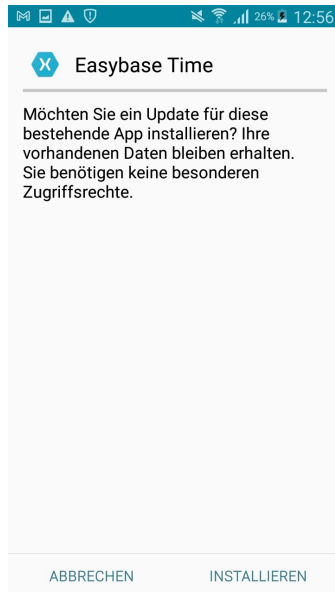 26% 12:56
Easybase Time
Möchten Sie ein Update für diese
bestehende App installieren? Ihre
vorhandenen Daten bleiben erhalten.
Sie benötigen keine besonderen
Zugriffsrechte.
ABBRECHEN INSTALLIEREN